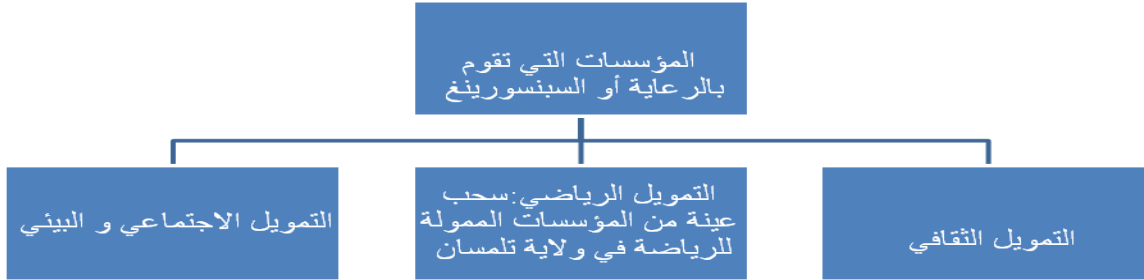 المؤسسات التي تقوم
بالرعاية أو السبنسورينغ
التمويل الثقافي
التمويل الرياضي:سحب
عينة من المؤسسات الممولة
للرياضة في ولاية تلمسان
التمويل الاجتماعي و البيئي